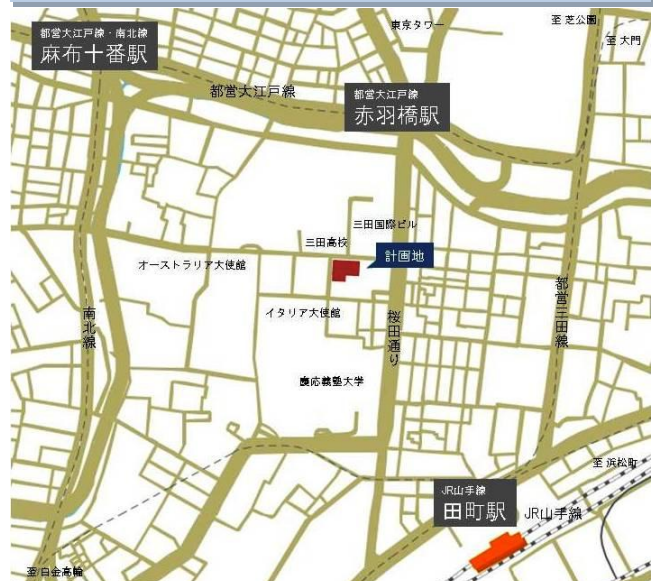 都営大江戸線・南北線
麻布十番駅
東京タワー
至 芝公園
至 大門
都営大江戸線
都営大江戸線
赤羽橋駅
三田国際ビル
三田高校
計画地
オーストラリア大使館
イタリア大使館
南北線
桜田通り
都営三田線
慶応義塾大学
至 浜松町
JR山手線
田町駅
JR山手線
至/白金高輪